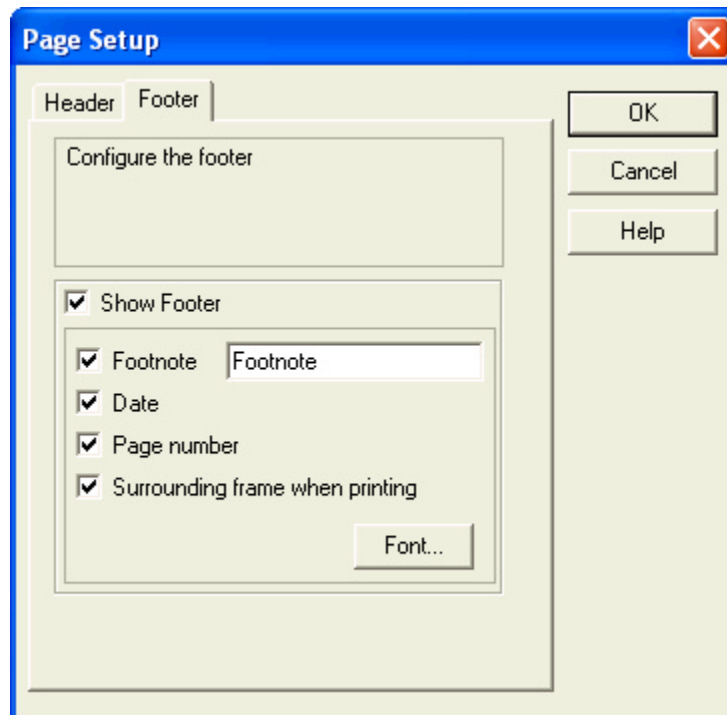 Page Setup
Header Footer
OK
Configure the footer
Cancel
Help
Show Footer
Footnote Footnote
Date
Page number
Surrounding frame when printing
Font...